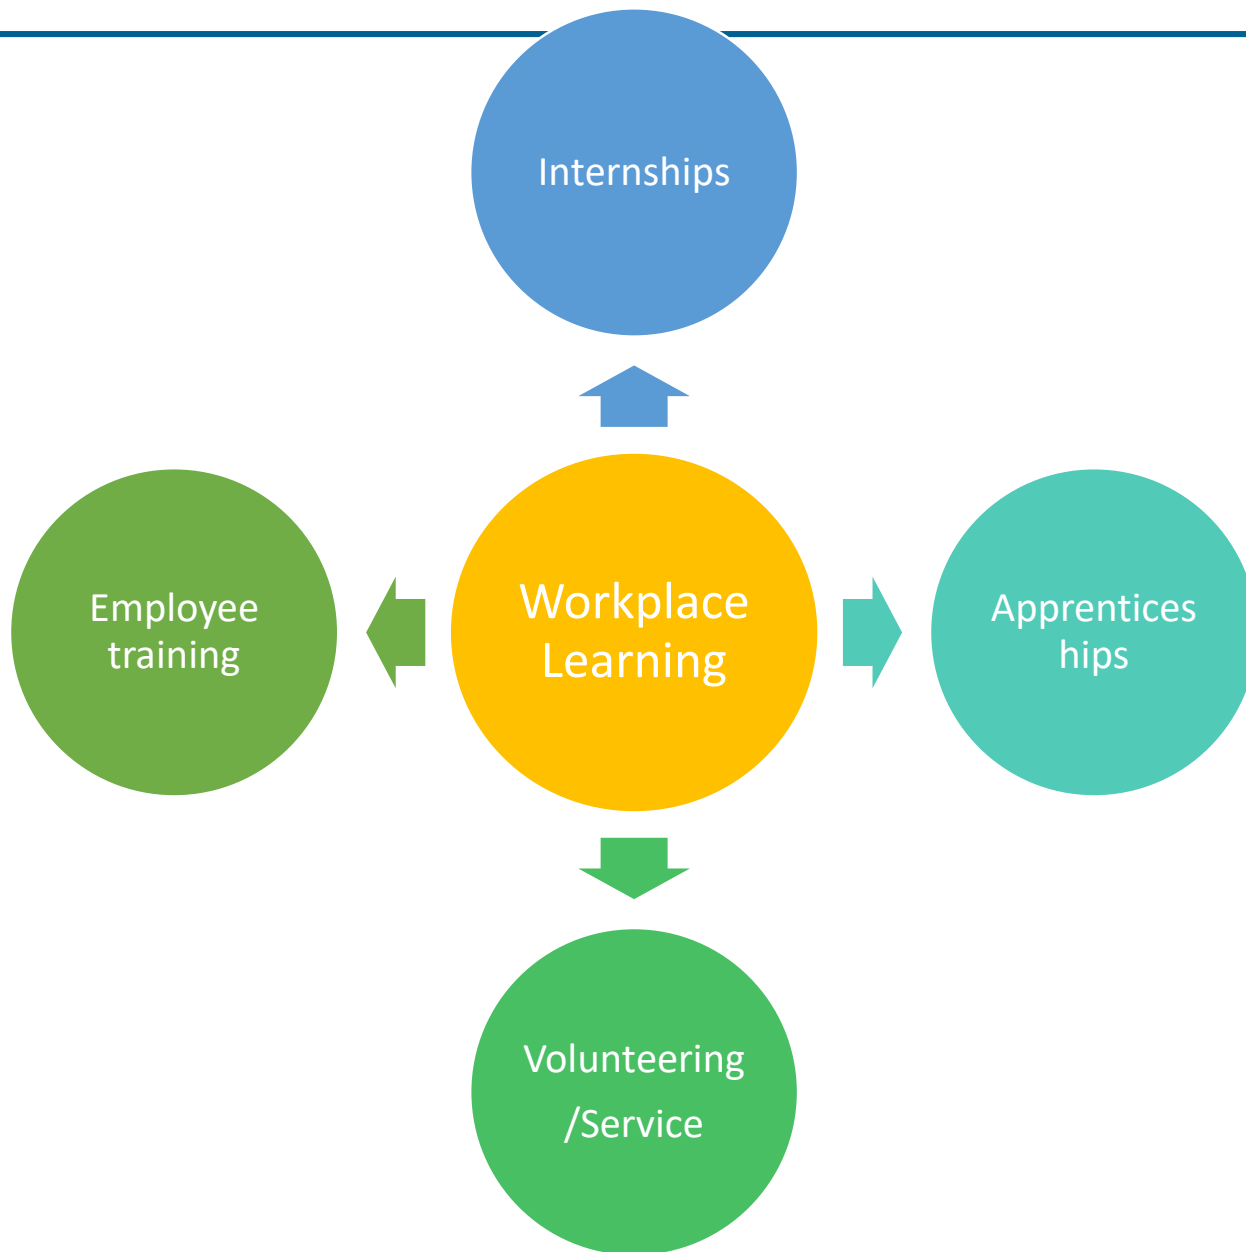 Internships
Employee
training
Workplace
Learning
Apprentices
hips
Volunteering
/Service